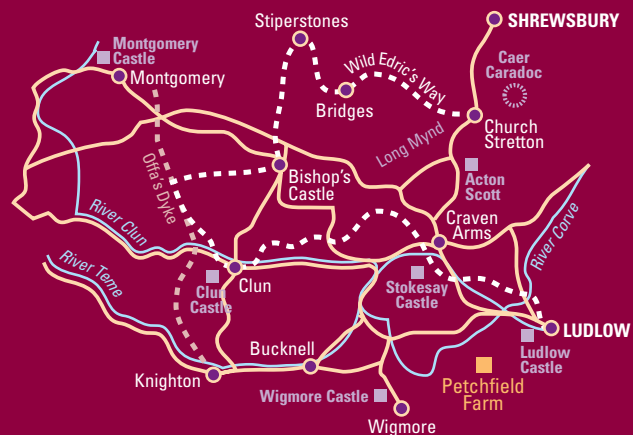 Stiperstones
SHREWSBURY
Montgomery
Castle
Montgomery
Wild Edric's Way
Caer
Caradoc
Bridges
Church
Stretton
Long Mynd
Offa's Dyke
Bishop's
Castle
Acton
Scott
River Clun
Craven
Arms
River Corve
River Teme
Clun
Castle
Clun
Stokesay
Castle
LUDLOW
Ludlow
Castle
Bucknell
Knighton
Wigmore Castle
Petchfield
Farm
Wigmore